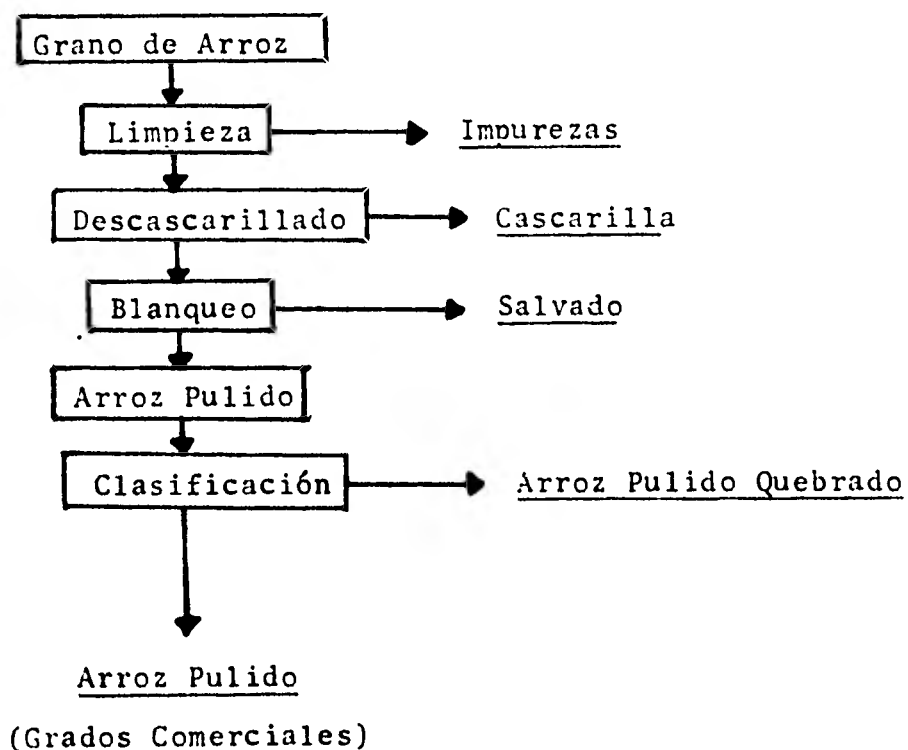 Grano de Arroz
Limpieza
Impurezas
Descascarillado
Cascarilla
Blanqueo
Salvado
Arroz Pulido
Clasificación
Arroz Pulido Quebrado
Arroz Pulido
(Grados Comerciales)